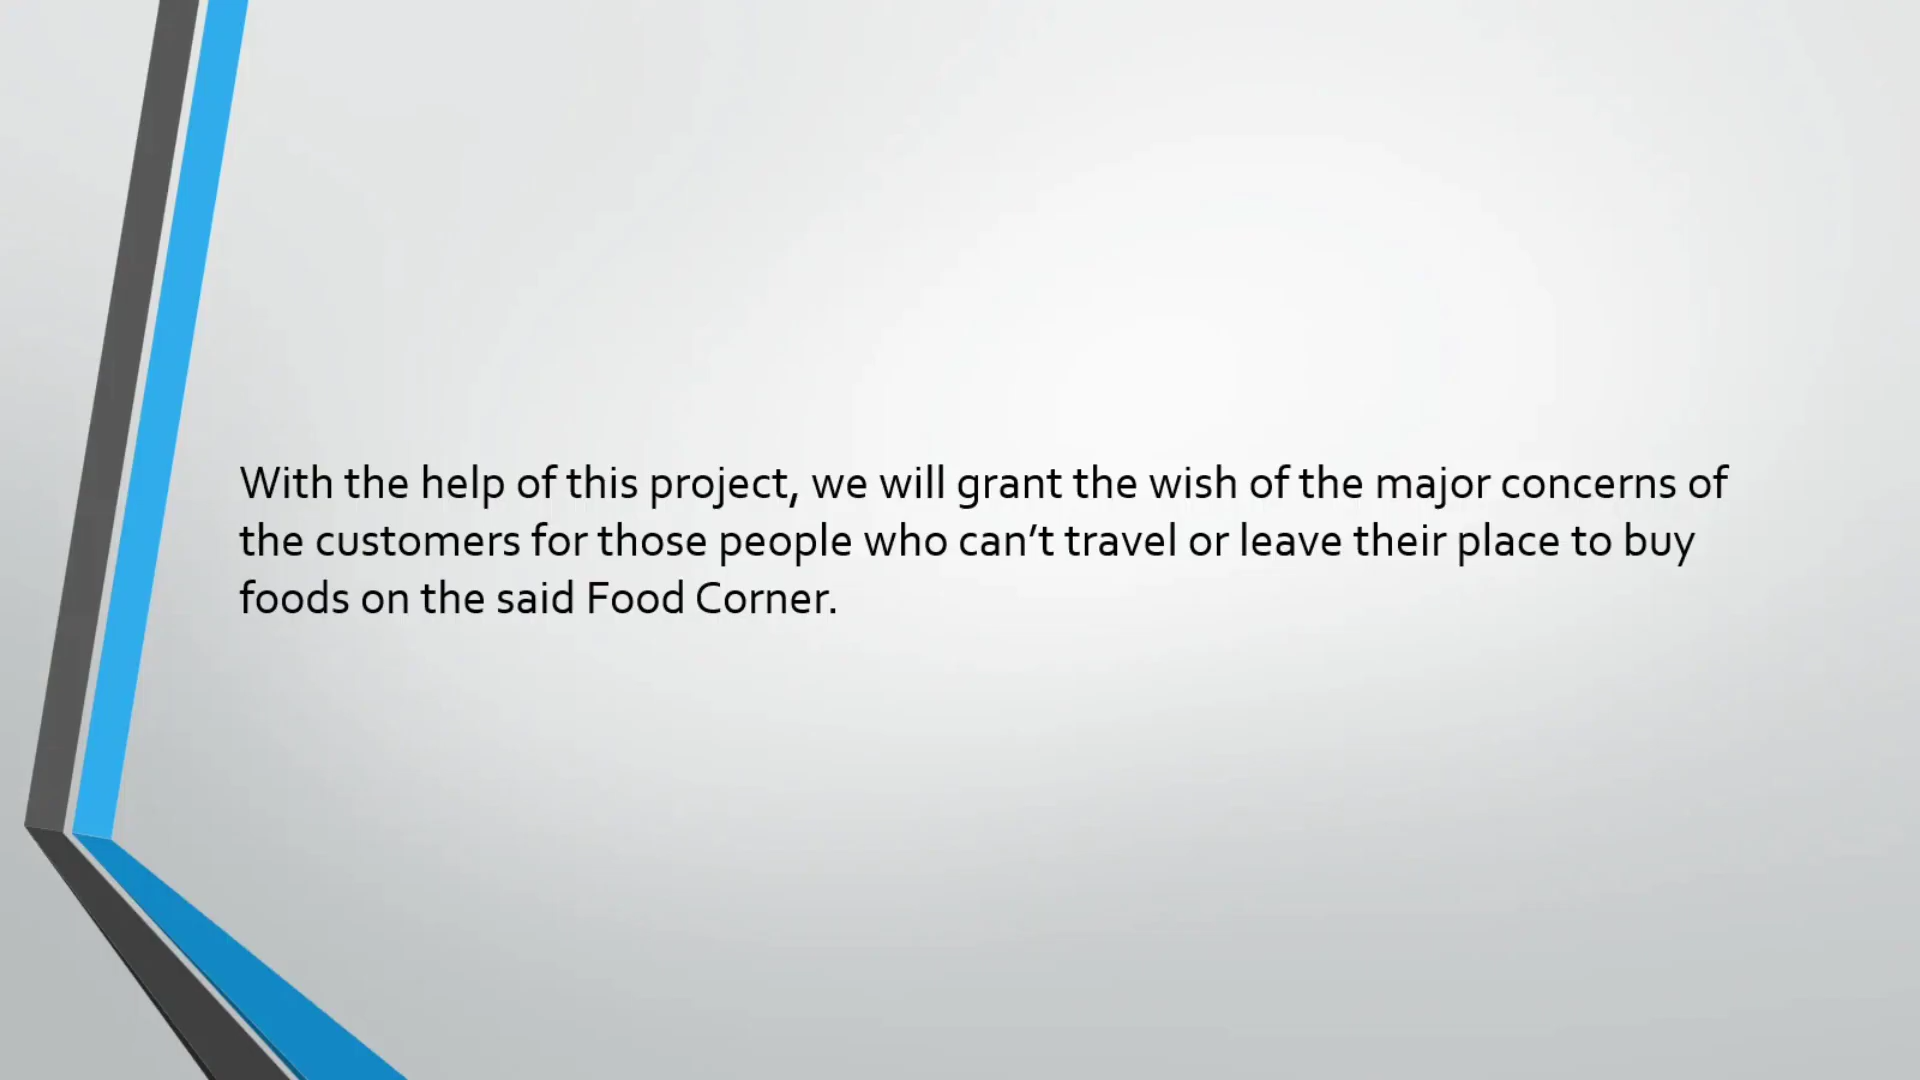 With the help of this project, we will grant the wish of the major concerns of
the customers for those people who can’t travel or leave their place to buy
foods on the said Food Corner.